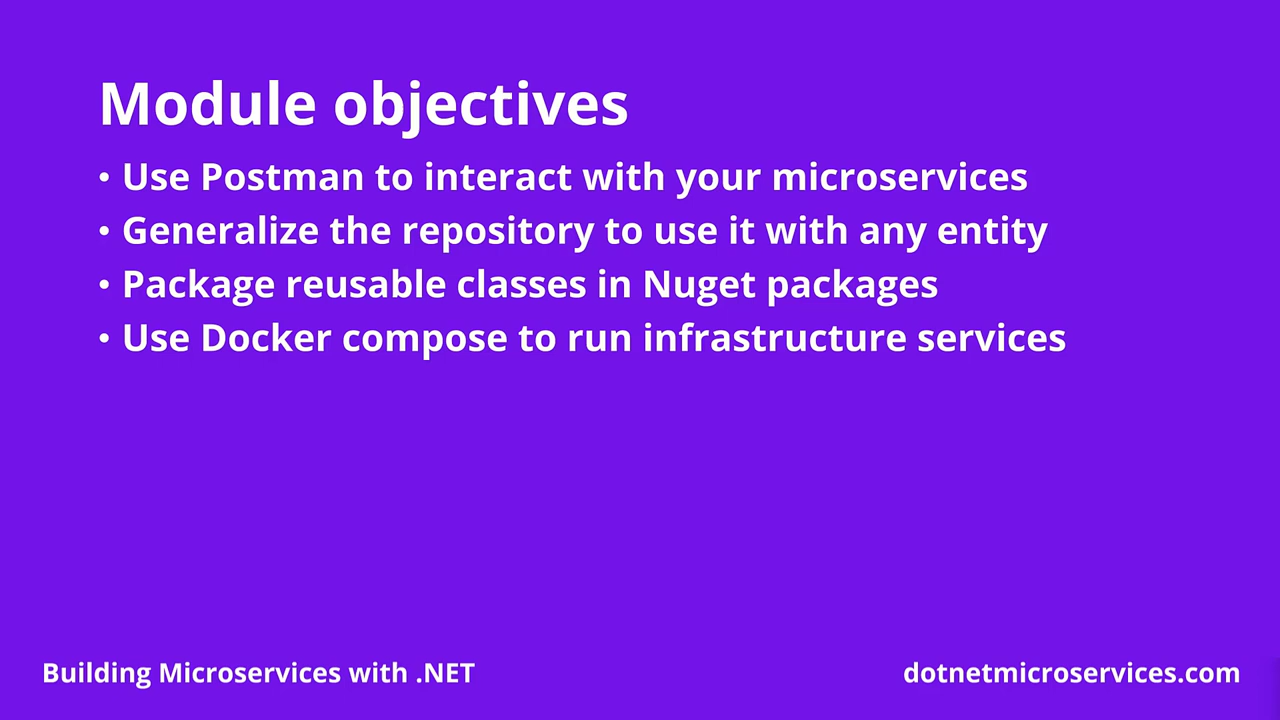 Module objectives
• Use Postman to interact with your microservices
• Generalize the repository to use it with any entity
• Package reusable classes in Nuget packages
• Use Docker compose to run infrastructure services
Building Microservices with .NET
dotnetmicroservices.com